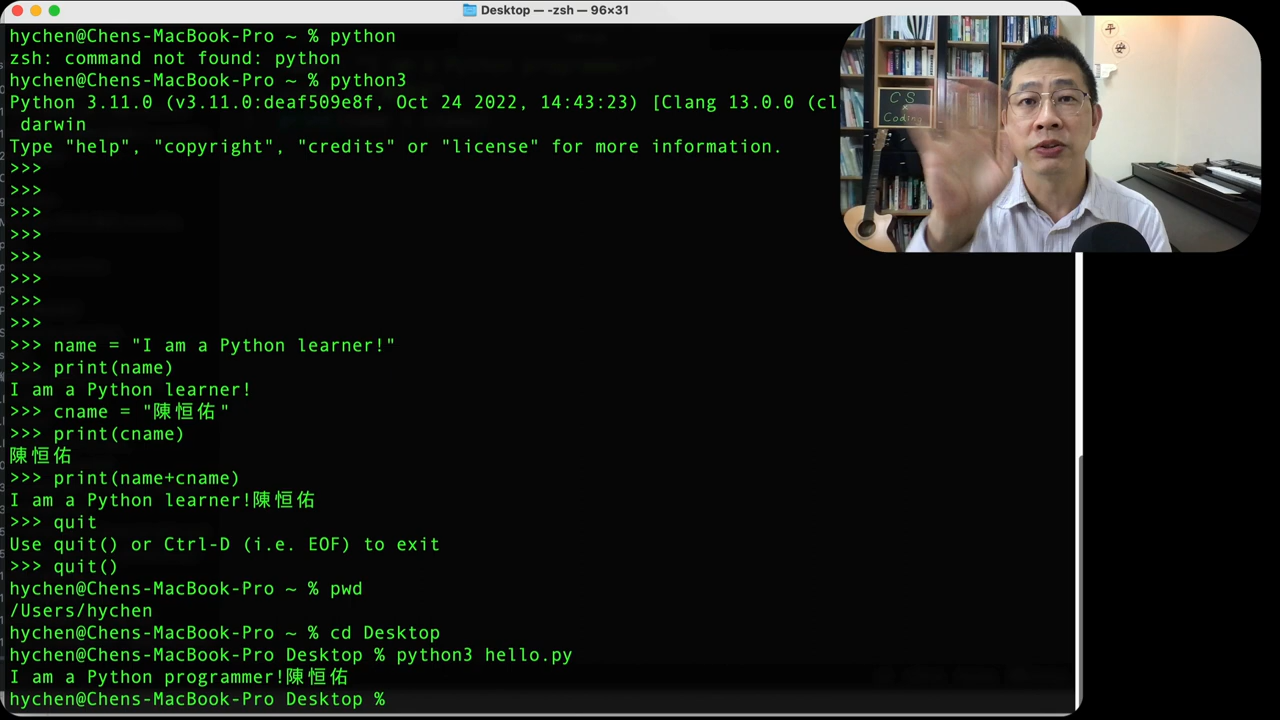 Desktop — -zsh — 96×31
hychen@Chens-MacBook-Pro ~ % python
zsh: command not found: python
hychen@Chens-MacBook-Pro ~ % python3
Python 3.11.0 (v3.11.0:deaf509e8f, Oct 24 2022, 14:43:23) [Clang 13.0.0 (cl
darwin
Type "help", "copyright", "credits" or "license" for more information.
>>>
>>>
>>>
>>>
>>>
>>>
>>>
>>>
>>> name = "I am a Python learner!"
>>> print(name)
I am a Python learner!
>>> cname = "陳恒佑"
>>> print(cname)
陳恒佑
>>> print(name+cname)
I am a Python learner!陳恒佑
>>> quit
Use quit() or Ctrl-D (i.e. EOF) to exit
>>> quit()
hychen@Chens-MacBook-Pro ~ % pwd
/Users/hychen
hychen@Chens-MacBook-Pro ~ % cd Desktop
hychen@Chens-MacBook-Pro Desktop % python3 hello.py
I am a Python programmer!陳恒佑
hychen@Chens-MacBook-Pro Desktop %
平
安
CS
×
Coding